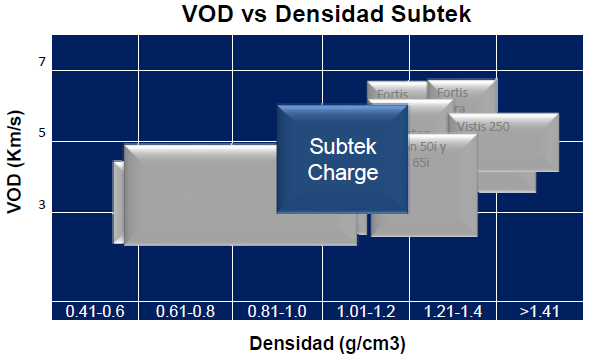 VOD vs Densidad Subtek
VOD (Km/s)
7
5
3
Fortis
Fortis
Vistis 250
50i y
65i
Subtek
Charge
0.41-0.6 0.61-0.8 0.81-1.0 1.01-1.2 1.21-1.4 >1.41
Densidad (g/cm3)